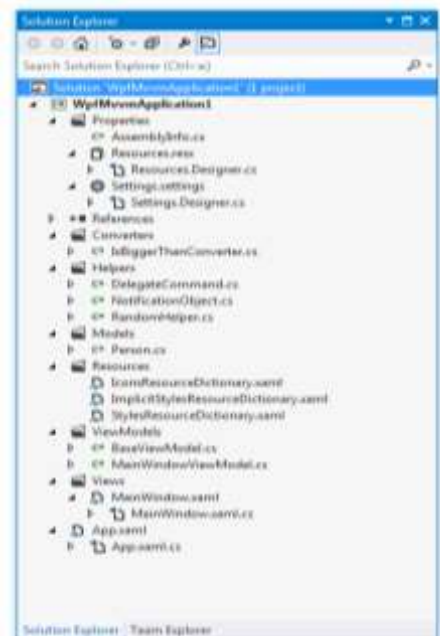 Solution Explorer
Search Solution Explorer (Ctrl+w)
Solution 'WpfMvvmApplication1' (1 project)
WpfMvvmApplication1
Properties
AssemblyInfo.cs
Resources.resx
Resources.Designer.cs
Settings.settings
Settings.Designer.cs
References
Converters
IsBiggerThanConverter.cs
Helpers
DelegateCommand.cs
NotificationObject.cs
RandomHelper.cs
Models
Person.cs
Resources
IconsResourceDictionary.xaml
ImplicitStylesResourceDictionary.xaml
StylesResourceDictionary.xaml
ViewModels
BaseViewModel.cs
MainWindowViewModel.cs
Views
MainWindow.xaml
MainWindow.xaml.cs
App.xaml
App.xaml.cs
Solution Explorer Team Explorer